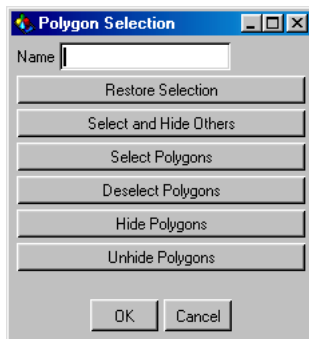 Polygon Selection
Name
Restore Selection
Select and Hide Others
Select Polygons
Deselect Polygons
Hide Polygons
Unhide Polygons
OK Cancel